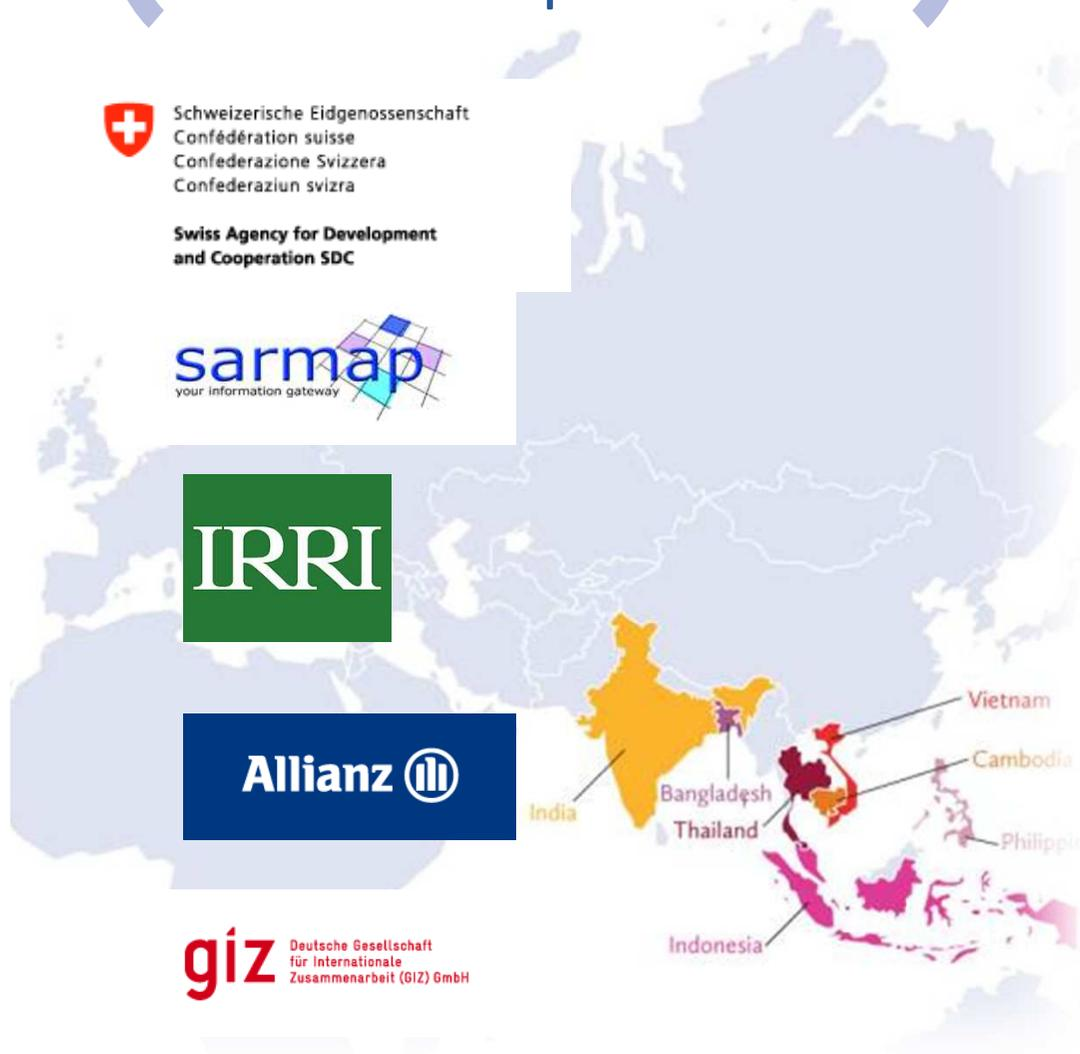 Schweizerische Eidgenossenschaft
Confédération suisse
Confederazione Svizzera
Confederaziun svizra
Swiss Agency for Development
and Cooperation SDC
sarmap
your information gateway
IRRI
Allianz
giz
Deutsche Gesellschaft
für Internationale
Zusammenarbeit (GIZ) GmbH
Vietnam
Cambodia
India
Bangladesh
Thailand
Philippi
Indonesia